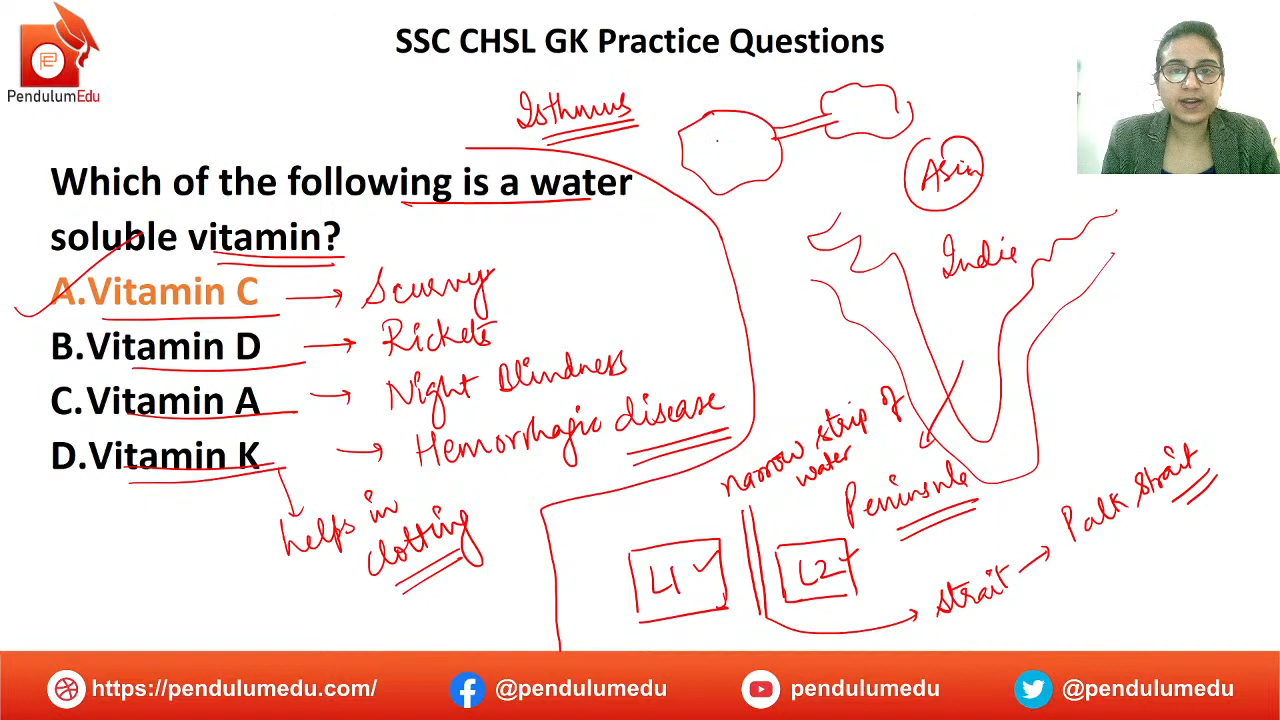 SSC CHSL GK Practice Questions
PendulumEdu
Isthmus
Asia
Which of the following is a water
soluble vitamin?
India
A.Vitamin C → Scurvy
B.Vitamin D → Rickets
C.Vitamin A → Night Blindness
D.Vitamin K → Hemorrhagic disease
helps in
clotting
narrow strip of
water
Peninsula
L1
L2
strait → Palk Strait
https://pendulumedu.com/
@pendulumedu
pendulumedu
@pendulumedu